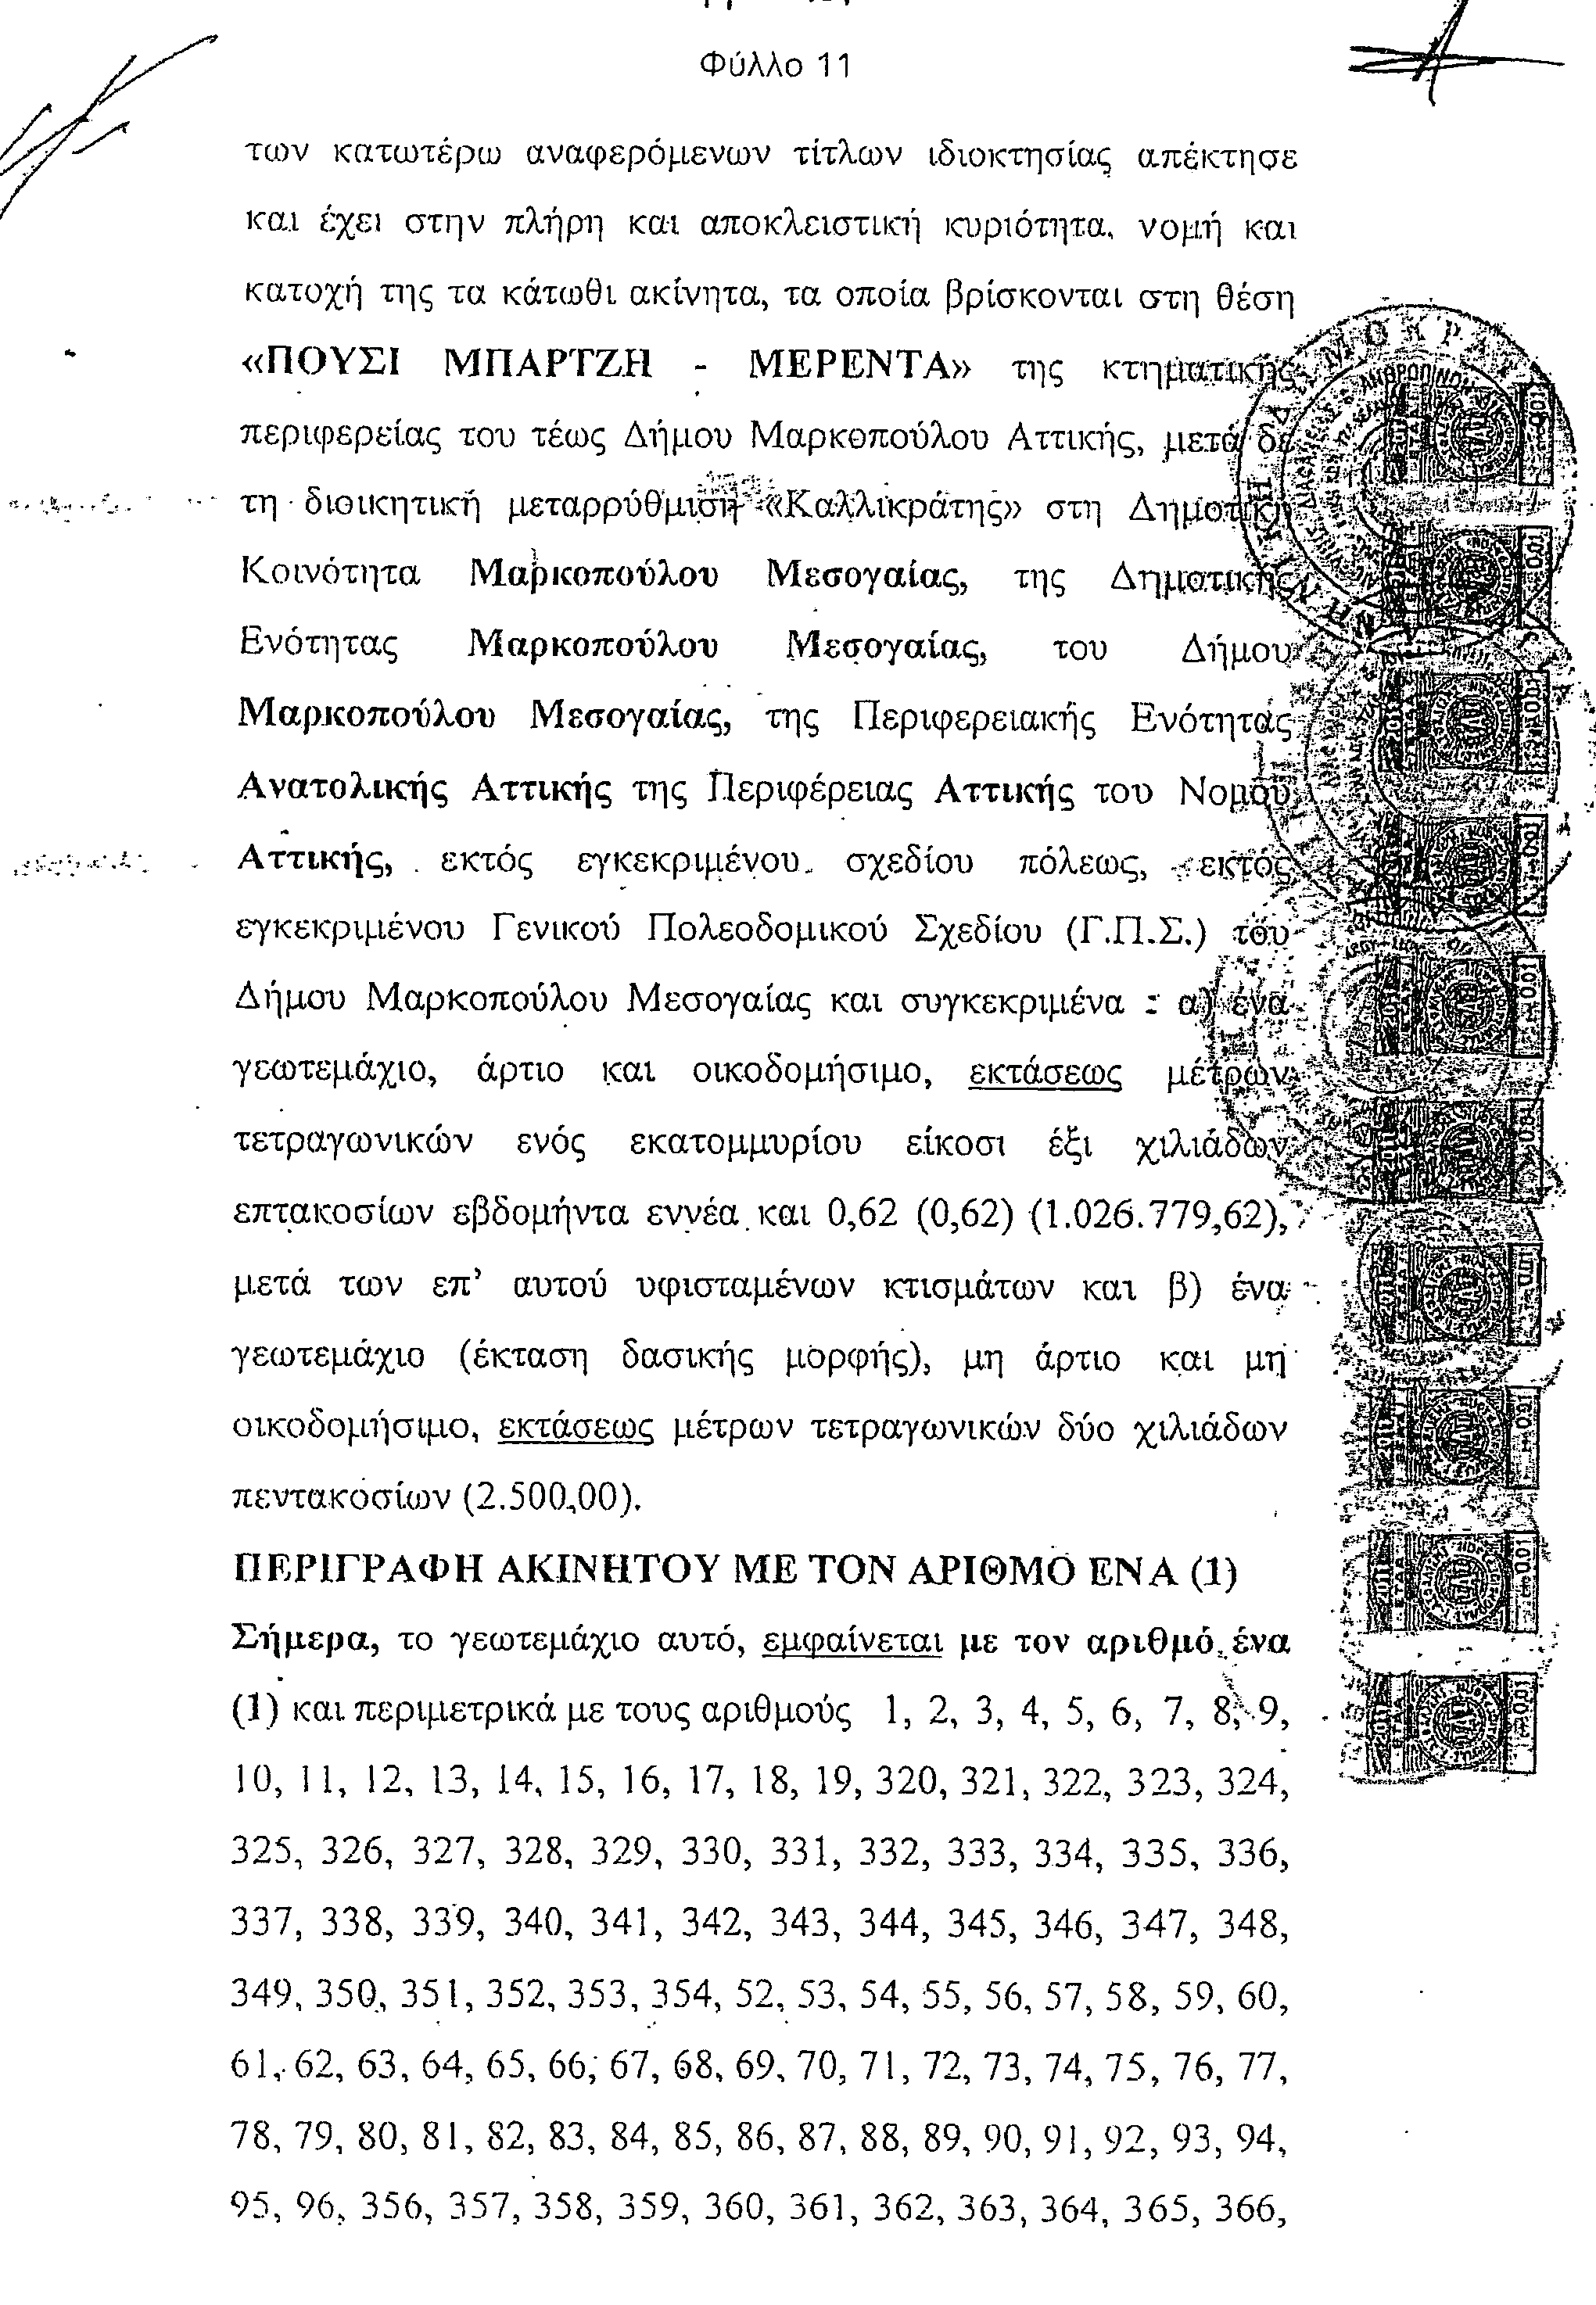 Φύλλο 11
των κατωτέρω αναφερόμενων τίτλων ιδιοκτησίας απέκτησε
και έχει στην πλήρη και αποκλειστική κυριότητα, νομή και
κατοχή της τα κάτωθι ακίνητα, τα οποία βρίσκονται στη θέση
«ΠΟΥΣΙ ΜΠΑΡΤΖΗ - ΜΕΡΕΝΤΑ» της κτηματικής
περιφερείας του τέως Δήμου Μαρκοπούλου Αττικής, μετά δε
τη διοικητική μεταρρύθμιση «Καλλικράτης» στη Δημοτική
Κοινότητα Μαρκοπούλου Μεσογαίας, της Δημοτικής
Ενότητας Μαρκοπούλου Μεσογαίας, του Δήμου
Μαρκοπούλου Μεσογαίας, της Περιφερειακής Ενότητας
Ανατολικής Αττικής της Περιφέρειας Αττικής του Νομού
Αττικής, εκτός εγκεκριμένου σχεδίου πόλεως, εκτός
εγκεκριμένου Γενικού Πολεοδομικού Σχεδίου (Γ.Π.Σ.) του
Δήμου Μαρκοπούλου Μεσογαίας και συγκεκριμένα : α) ένα
γεωτεμάχιο, άρτιο και οικοδομήσιμο, εκτάσεως μέτρων
τετραγωνικών ενός εκατομμυρίου είκοσι έξι χιλιάδων
επτακοσίων εβδομήντα εννέα και 0,62 (0,62) (1.026.779,62),
μετά των επ’ αυτού υφισταμένων κτισμάτων και β) ένα
γεωτεμάχιο (έκταση δασικής μορφής), μη άρτιο και μη
οικοδομήσιμο, εκτάσεως μέτρων τετραγωνικών δύο χιλιάδων
πεντακοσίων (2.500,00).
ΠΕΡΙΓΡΑΦΗ ΑΚΙΝΗΤΟΥ ΜΕ ΤΟΝ ΑΡΙΘΜΟ ΕΝΑ (1)
Σήμερα, το γεωτεμάχιο αυτό, εμφαίνεται με τον αριθμό ένα
(1) και περιμετρικά με τους αριθμούς 1, 2, 3, 4, 5, 6, 7, 8, 9,
10, 11, 12, 13, 14, 15, 16, 17, 18, 19, 320, 321, 322, 323, 324,
325, 326, 327, 328, 329, 330, 331, 332, 333, 334, 335, 336,
337, 338, 339, 340, 341, 342, 343, 344, 345, 346, 347, 348,
349, 350, 351, 352, 353, 354, 52, 53, 54, 55, 56, 57, 58, 59, 60,
61, 62, 63, 64, 65, 66, 67, 68, 69, 70, 71, 72, 73, 74, 75, 76, 77,
78, 79, 80, 81, 82, 83, 84, 85, 86, 87, 88, 89, 90, 91, 92, 93, 94,
95, 96, 356, 357, 358, 359, 360, 361, 362, 363, 364, 365, 366,